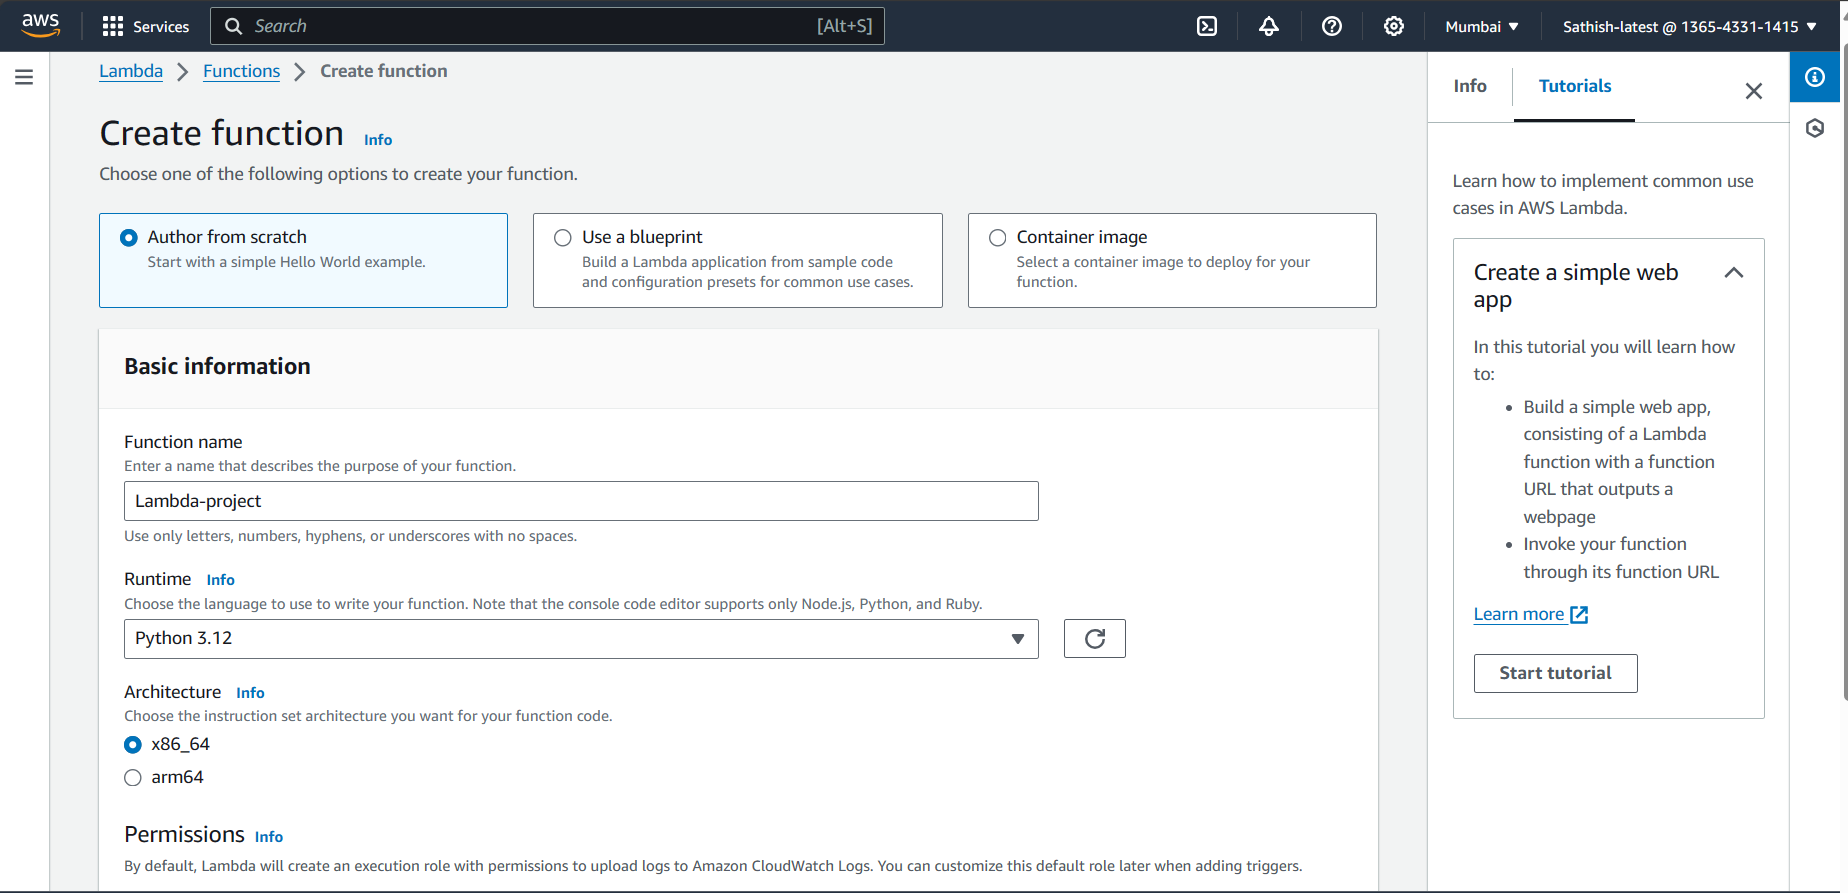 aws
Services
Search
[Alt+S]
Mumbai
Sathish-latest @ 1365-4331-1415
Lambda
Functions
Create function
Create function
Info
Choose one of the following options to create your function.
Author from scratch
Start with a simple Hello World example.
Use a blueprint
Build a Lambda application from sample code
and configuration presets for common use cases.
Container image
Select a container image to deploy for your
function.
Basic information
Function name
Enter a name that describes the purpose of your function.
Lambda-project
Use only letters, numbers, hyphens, or underscores with no spaces.
Runtime
Info
Choose the language to use to write your function. Note that the console code editor supports only Node.js, Python, and Ruby.
Python 3.12
Architecture
Info
Choose the instruction set architecture you want for your function code.
x86_64
arm64
Permissions
Info
By default, Lambda will create an execution role with permissions to upload logs to Amazon CloudWatch Logs. You can customize this default role later when adding triggers.
Info
Tutorials
Learn how to implement common use
cases in AWS Lambda.
Create a simple web
app
In this tutorial you will learn how
to:
• Build a simple web app,
consisting of a Lambda
function with a function
URL that outputs a
webpage
• Invoke your function
through its function URL
Learn more
Start tutorial